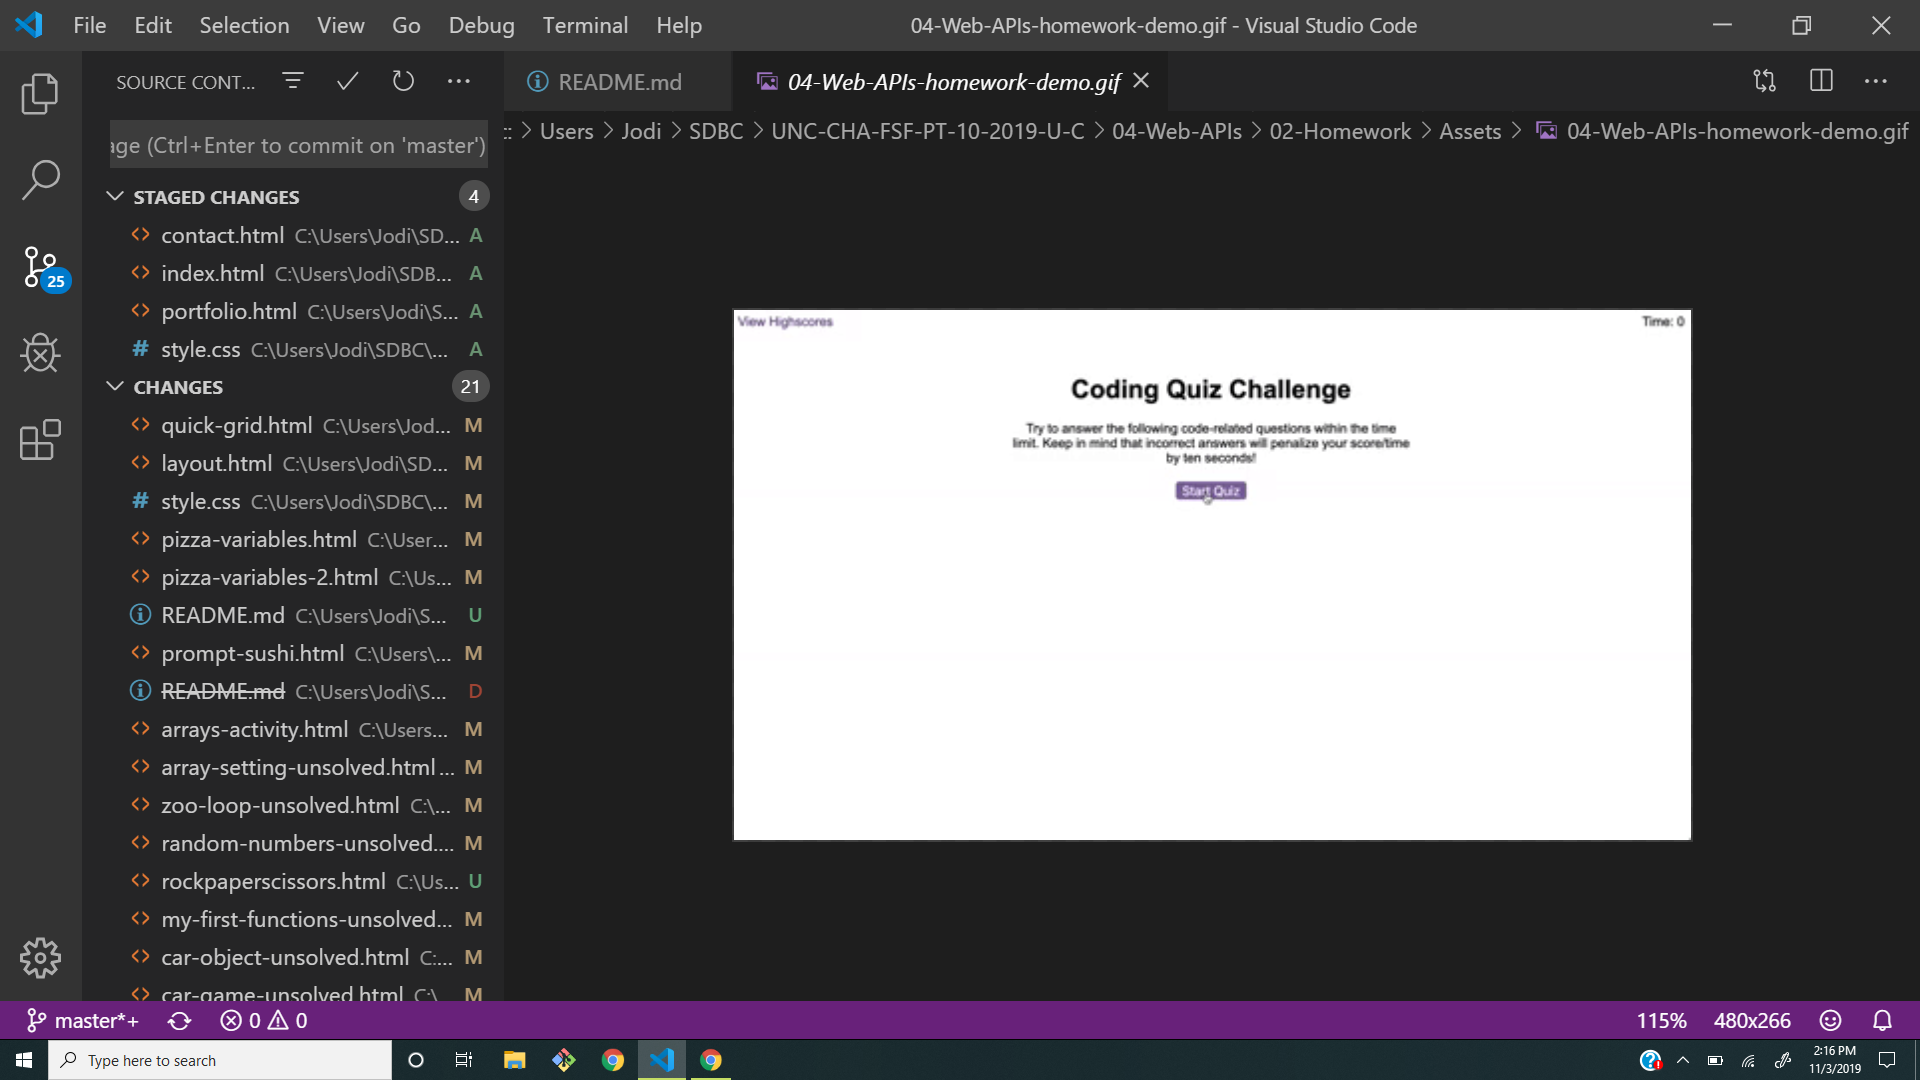 File Edit Selection View Go Debug Terminal Help
04-Web-APIs-homework-demo.gif - Visual Studio Code
SOURCE CONT...
README.md
04-Web-APIs-homework-demo.gif
Users > Jodi > SDBC > UNC-CHA-FSF-PT-10-2019-U-C > 04-Web-APIs > 02-Homework > Assets > 04-Web-APIs-homework-demo.gif
age (Ctrl+Enter to commit on 'master')
STAGED CHANGES 4
contact.html C:\Users\Jodi\SD... A
index.html C:\Users\Jodi\SDB... A
portfolio.html C:\Users\Jodi\S... A
# style.css C:\Users\Jodi\SDBC\... A
CHANGES 21
quick-grid.html C:\Users\Jod... M
layout.html C:\Users\Jodi\SD... M
# style.css C:\Users\Jodi\SDBC\... M
pizza-variables.html C:\User... M
pizza-variables-2.html C:\Us... M
README.md C:\Users\Jodi\S... U
prompt-sushi.html C:\Users\... M
README.md C:\Users\Jodi\S... D
arrays-activity.html C:\Users... M
array-setting-unsolved.html ... M
zoo-loop-unsolved.html C:\... M
random-numbers-unsolved.... M
rockpaperscissors.html C:\Us... U
my-first-functions-unsolved... M
car-object-unsolved.html C:... M
car-game-unsolved.html C:\ M
25
View Highscores
Time: 0
Coding Quiz Challenge
Try to answer the following code-related questions within the time
limit. Keep in mind that incorrect answers will penalize your score/time
by ten seconds!
Start Quiz
master*+ 0 0
115% 480x266
Type here to search
2:16 PM
11/3/2019